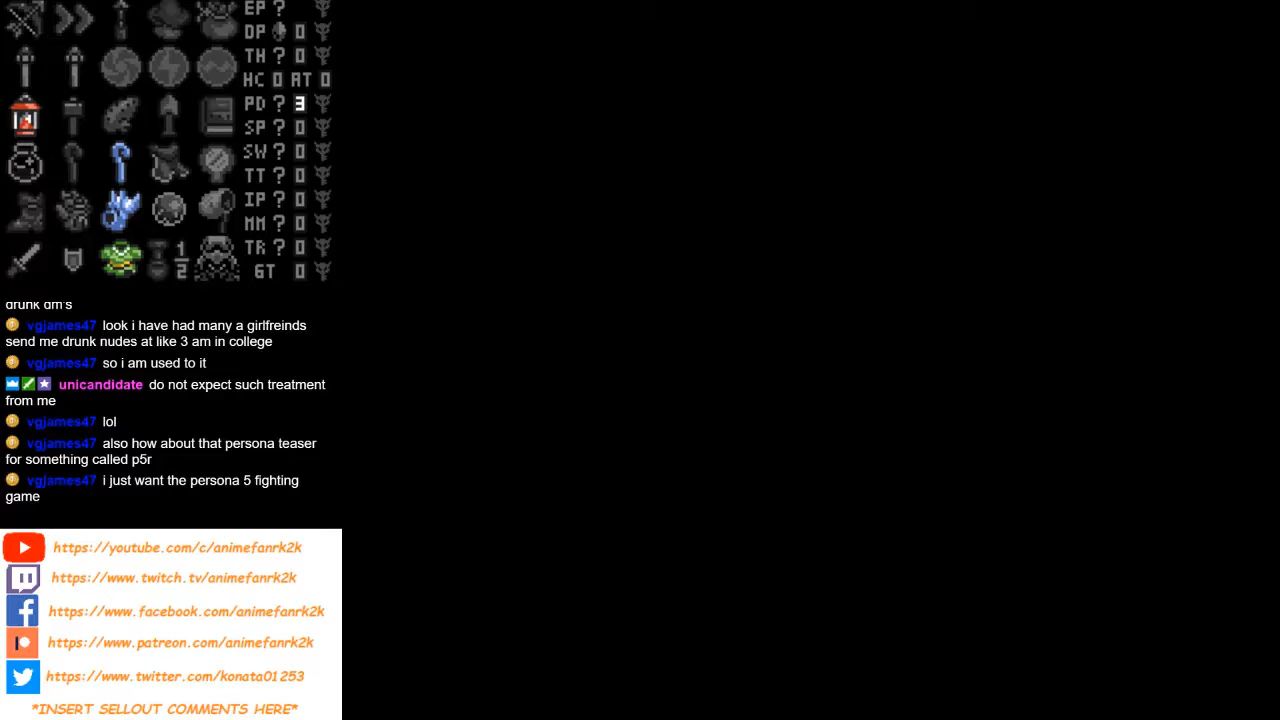 EP ?
DP 0
TH ? 0
HC 0 AT 0
PD ? 3
SP ? 0
SW ? 0
TT ? 0
IP ? 0
MM ? 0
TR ? 0
1/2
GT 0
drunk dm's
vgjames47 look i have had many a girlfreinds
send me drunk nudes at like 3 am in college
vgjames47 so i am used to it
unicandidate do not expect such treatment
from me
vgjames47 lol
vgjames47 also how about that persona teaser
for something called p5r
vgjames47 i just want the persona 5 fighting
game
https://youtube.com/c/animefanrk2k
https://www.twitch.tv/animefanrk2k
https://www.facebook.com/animefanrk2k
https://www.patreon.com/animefanrk2k
https://www.twitter.com/konata01253
*INSERT SELLOUT COMMENTS HERE*